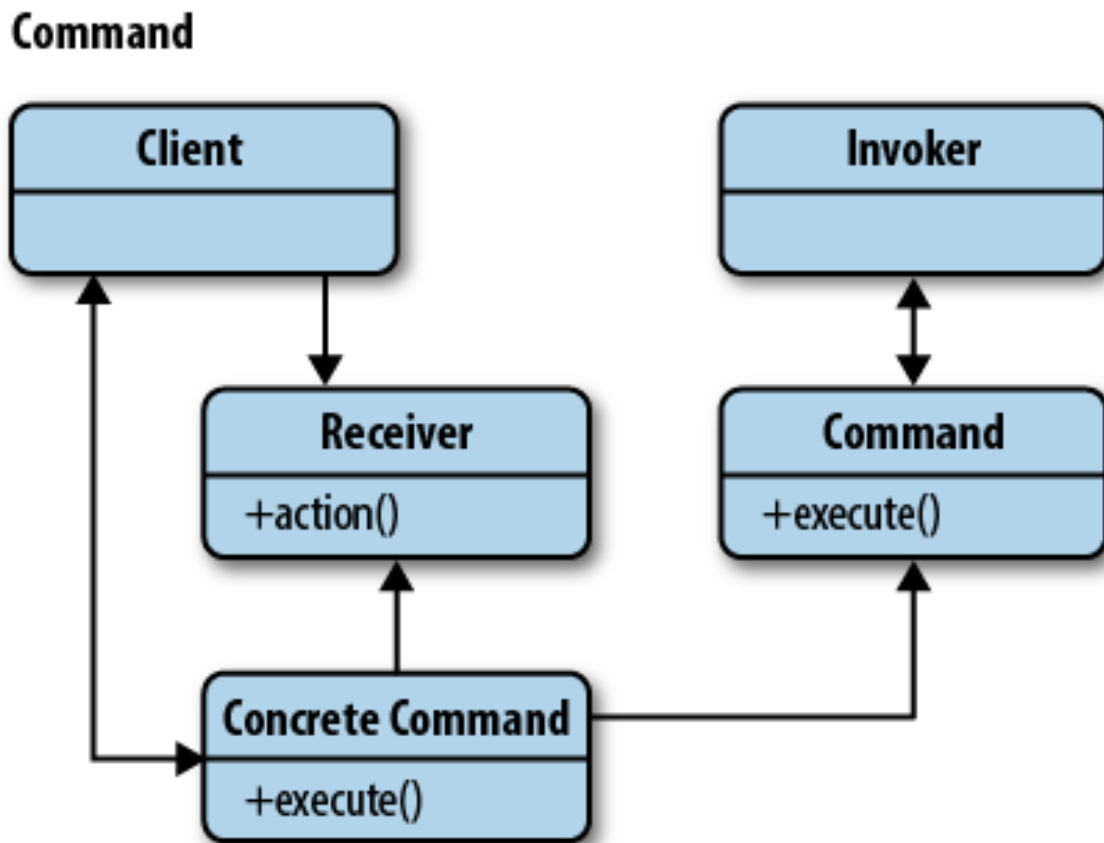 Command
Client
Invoker
Receiver
+action()
Command
+execute()
Concrete Command
+execute()